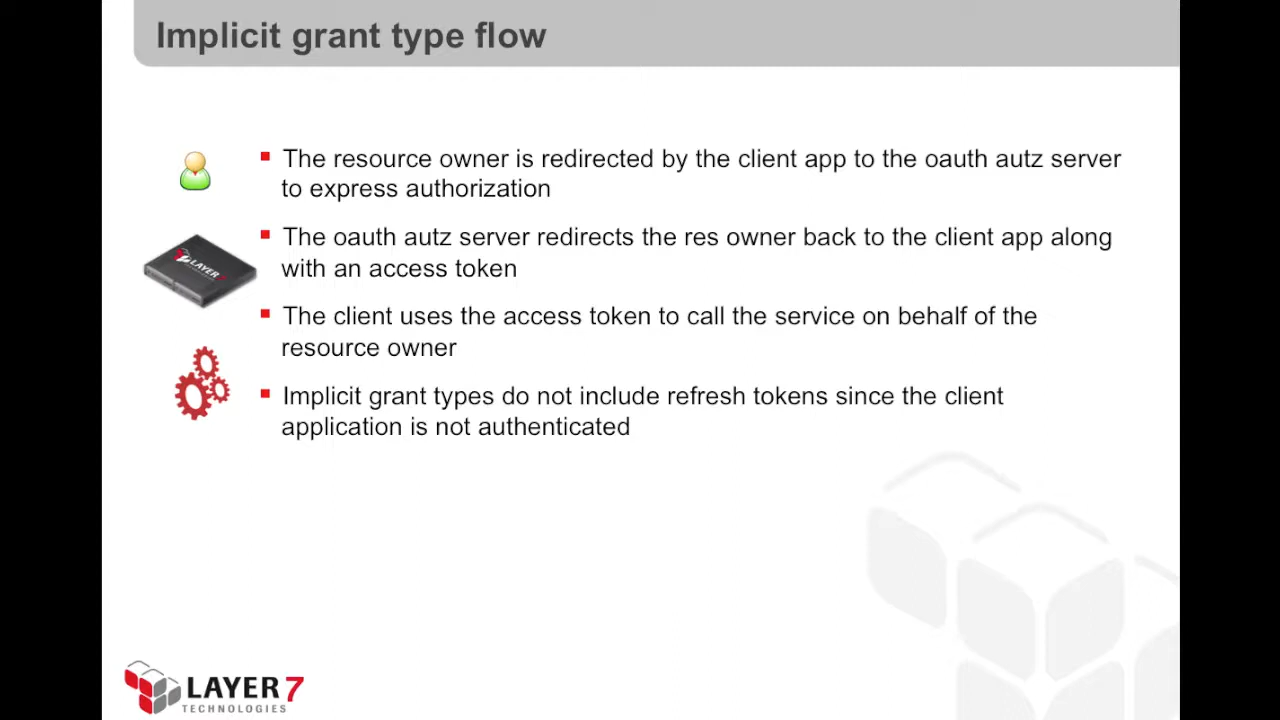 Implicit grant type flow
The resource owner is redirected by the client app to the oauth autz server
to express authorization
The oauth autz server redirects the res owner back to the client app along
with an access token
LAYER 7
The client uses the access token to call the service on behalf of the
resource owner
Implicit grant types do not include refresh tokens since the client
application is not authenticated
LAYER 7
TECHNOLOGIES